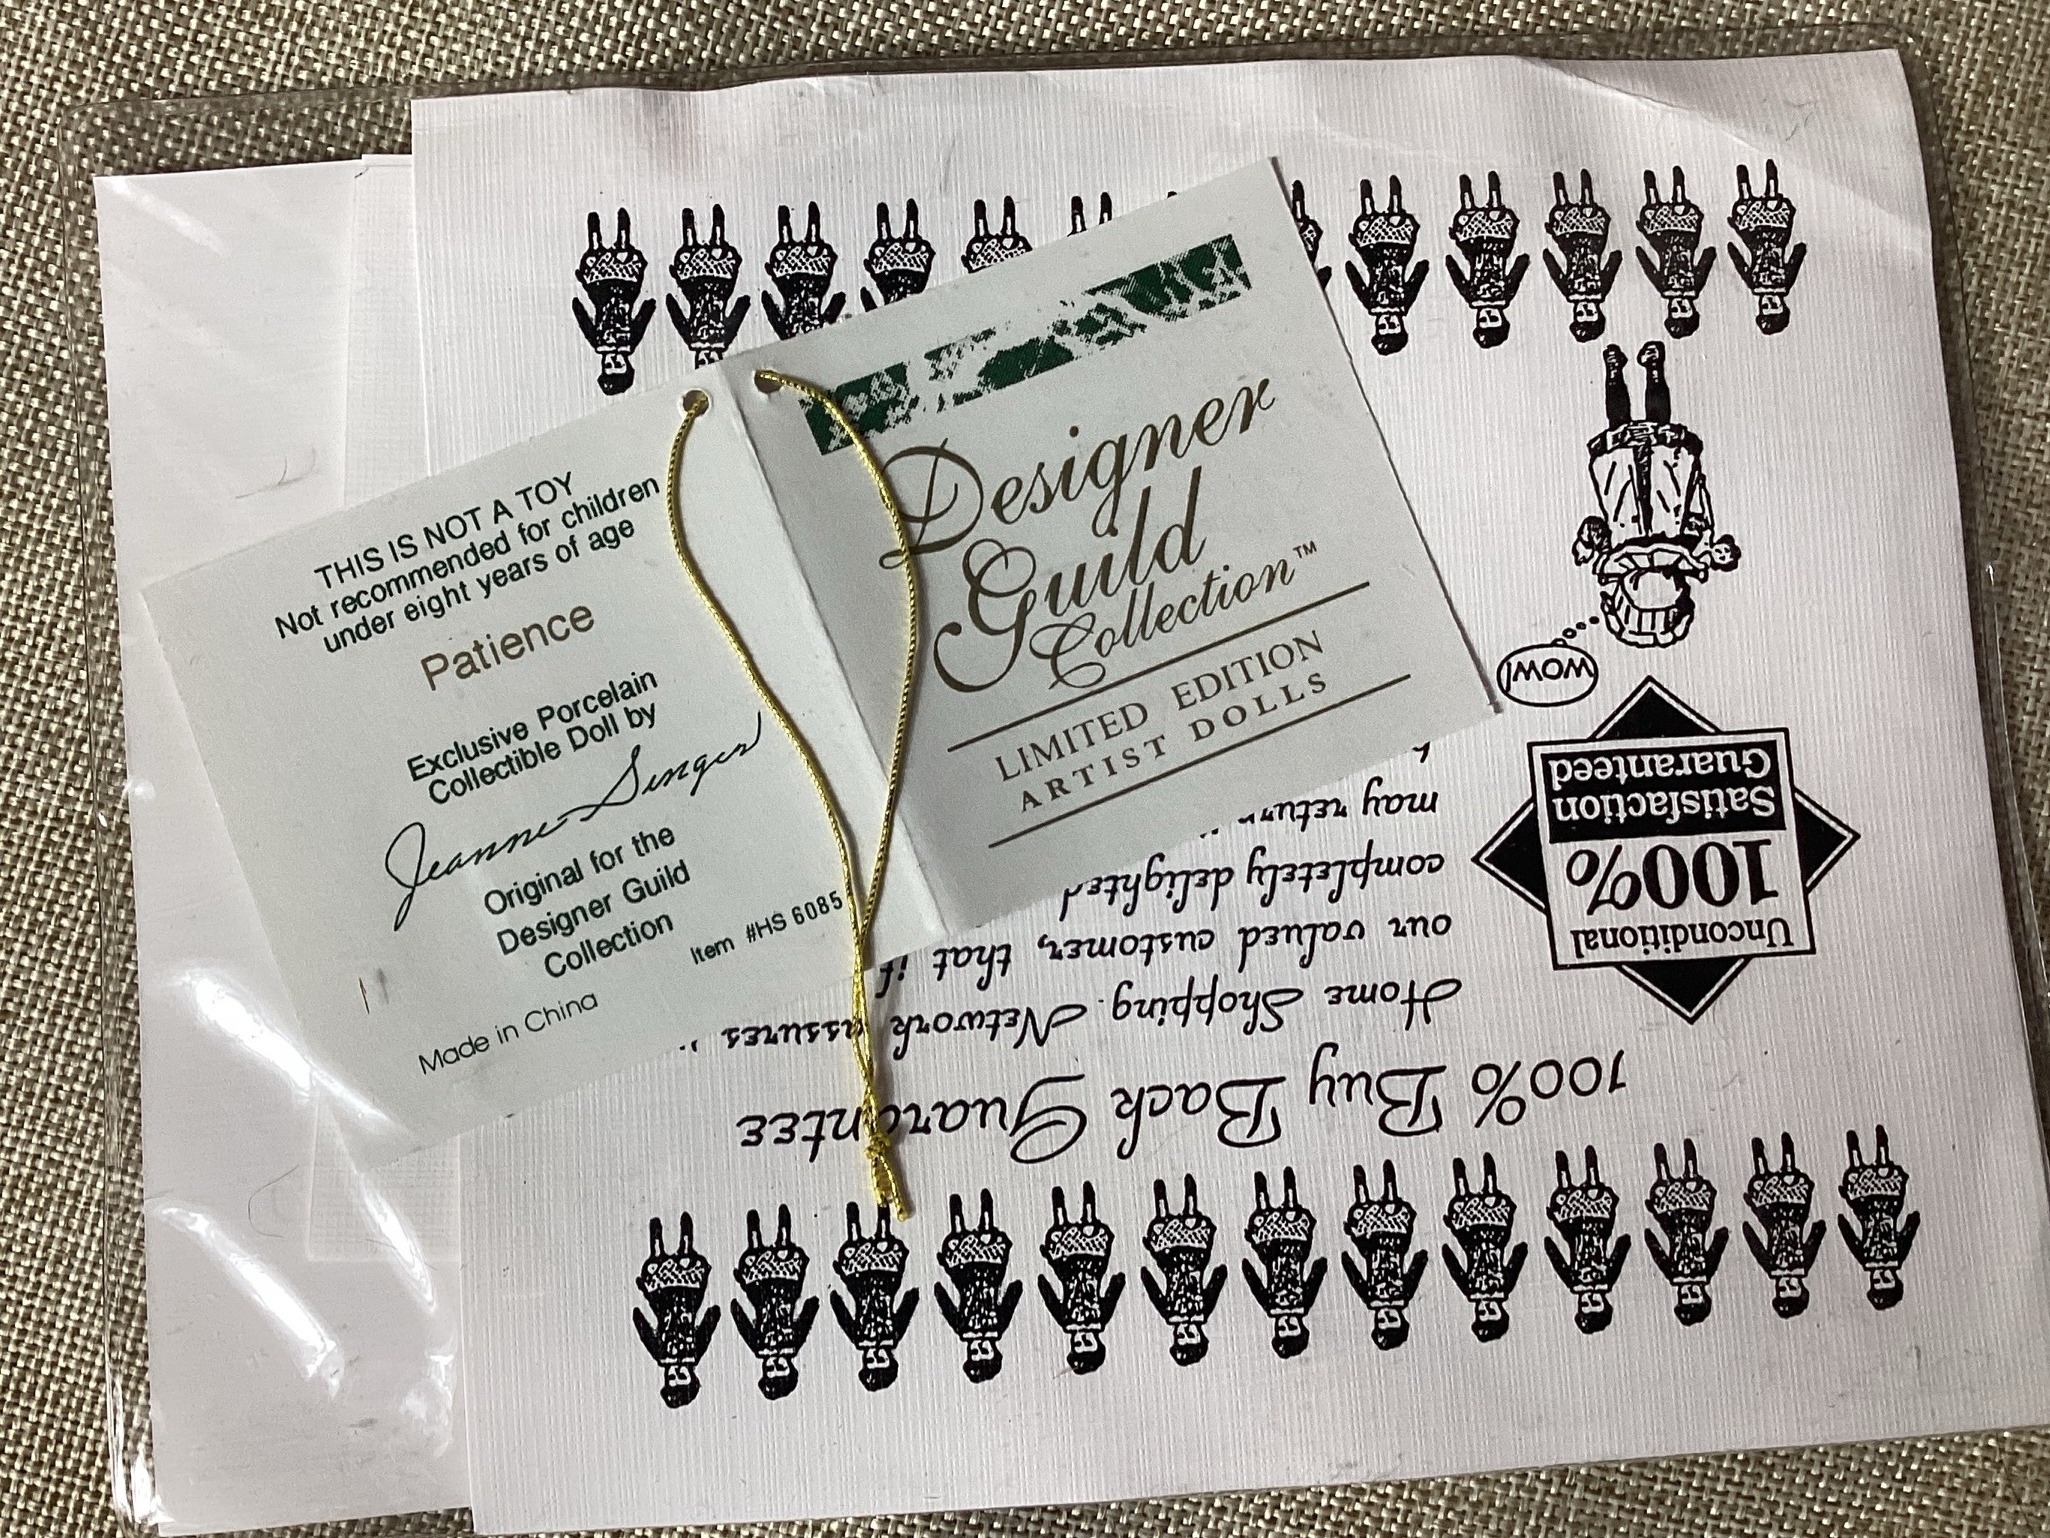 THIS IS NOT A TOY
Not recommended for children
under eight years of age
Patience
Exclusive Porcelain
Collectible Doll by
Jeanne Singer
Original for the
Designer Guild
Collection
Item #HS 6085
Made in China
Designer
Guild
Collection™
LIMITED EDITION
ARTIST DOLLS
100% Buy Back Guarantee
Home Shopping Network assures
our valued customer, that if
completely delighted
may return
WOW!
Unconditional
100%
Satisfaction
Guaranteed